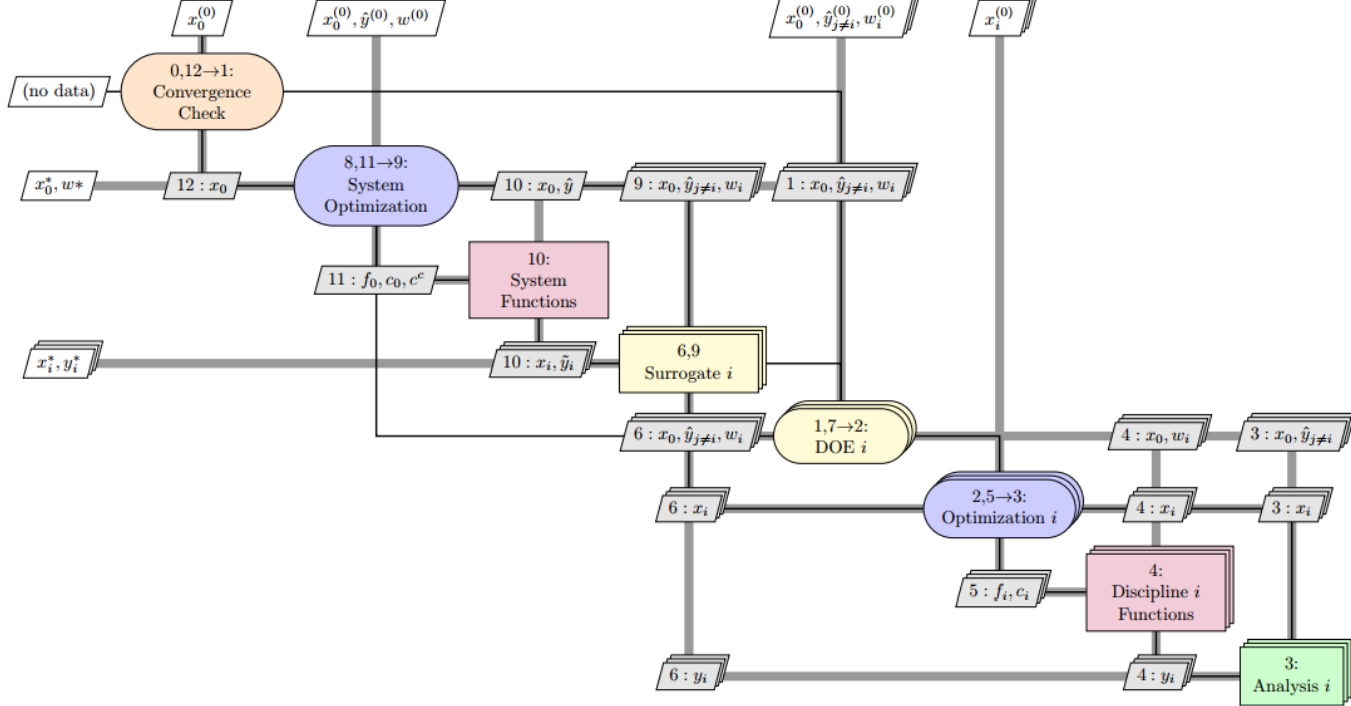 x_0^{(0)}
x_0^{(0)}, ŷ^{(0)}, w^{(0)}
x_0^{(0)}, ŷ_{j≠i}^{(0)}, w_i^{(0)}
x_i^{(0)}
(no data)
0,12→1:
Convergence
Check
x_0^*, w*
12 : x_0
8,11→9:
System
Optimization
10 : x_0, ŷ
9 : x_0, ŷ_{j≠i}, w_i
1 : x_0, ŷ_{j≠i}, w_i
11 : f_0, c_0, c^c
10:
System
Functions
x_i^*, y_i^*
10 : x_i, ỹ_i
6,9
Surrogate i
6 : x_0, ŷ_{j≠i}, w_i
1,7→2:
DOE i
4 : x_0, w_i
3 : x_0, ŷ_{j≠i}
6 : x_i
2,5→3:
Optimization i
4 : x_i
3 : x_i
5 : f_i, c_i
4:
Discipline i
Functions
6 : y_i
4 : y_i
3:
Analysis i